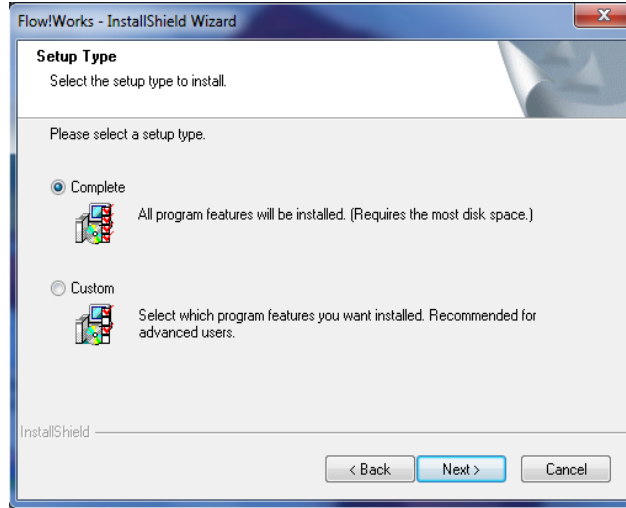 Flow!Works - InstallShield Wizard
x
Setup Type
Select the setup type to install.
Please select a setup type.
Complete
All program features will be installed. (Requires the most disk space.)
Custom
Select which program features you want installed. Recommended for
advanced users.
InstallShield
< Back Next > Cancel